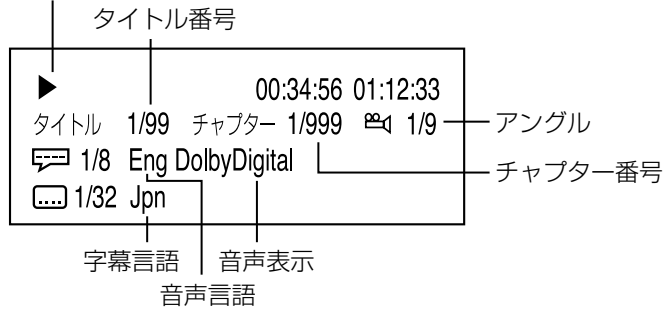 タイトル番号
00:34:56 01:12:33
タイトル 1/99 チャプター 1/999 1/9
アングル
1/8 Eng DolbyDigital
チャプター番号
1/32 Jpn
字幕言語 音声表示
音声言語